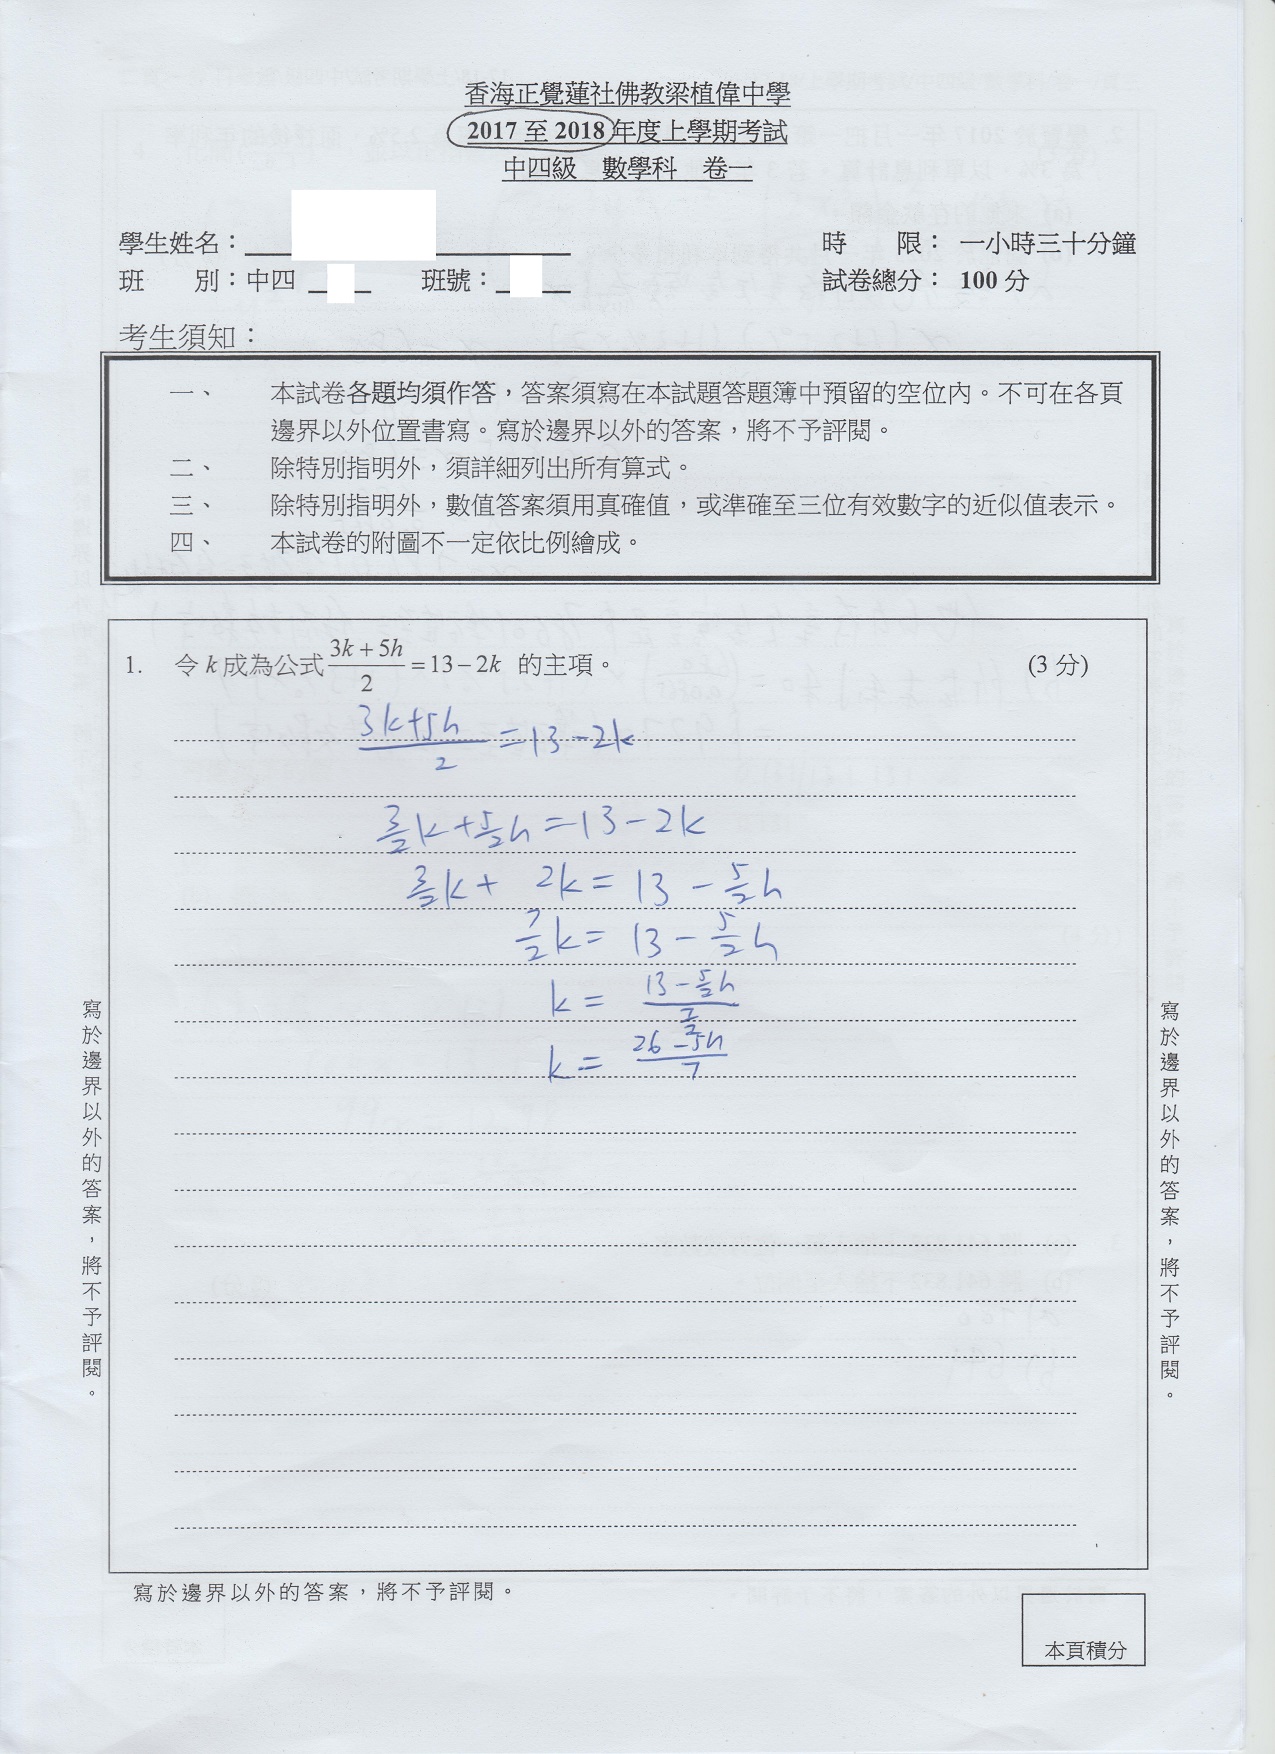 香海正覺蓮社佛教梁植偉中學
2017 至 2018 年度上學期考試
中四級 數學科 卷一
學生姓名：
時 限： 一小時三十分鐘
班 別：中四 班號：
試卷總分： 100 分
考生須知：
一、 本試卷各題均須作答，答案須寫在本試題答題簿中預留的空位內。不可在各頁
邊界以外位置書寫。寫於邊界以外的答案，將不予評閱。
二、 除特別指明外，須詳細列出所有算式。
三、 除特別指明外，數值答案須用真確值，或準確至三位有效數字的近似值表示。
四、 本試卷的附圖不一定依比例繪成。
1. 令 k 成為公式 (3k + 5h)/2 = 13 − 2k 的主項。 (3 分)
(3k+5h)/2 = 13 - 2k
3/2 k + 5/2 h = 13 - 2k
3/2 k + 2k = 13 - 5/2 h
7/2 k = 13 - 5/2 h
k = (13 - 5/2 h)/(7/2)
k = (26 - 5h)/7
寫於邊界以外的答案，將不予評閱。
寫於邊界以外的答案，將不予評閱。
寫於邊界以外的答案，將不予評閱。
本頁積分